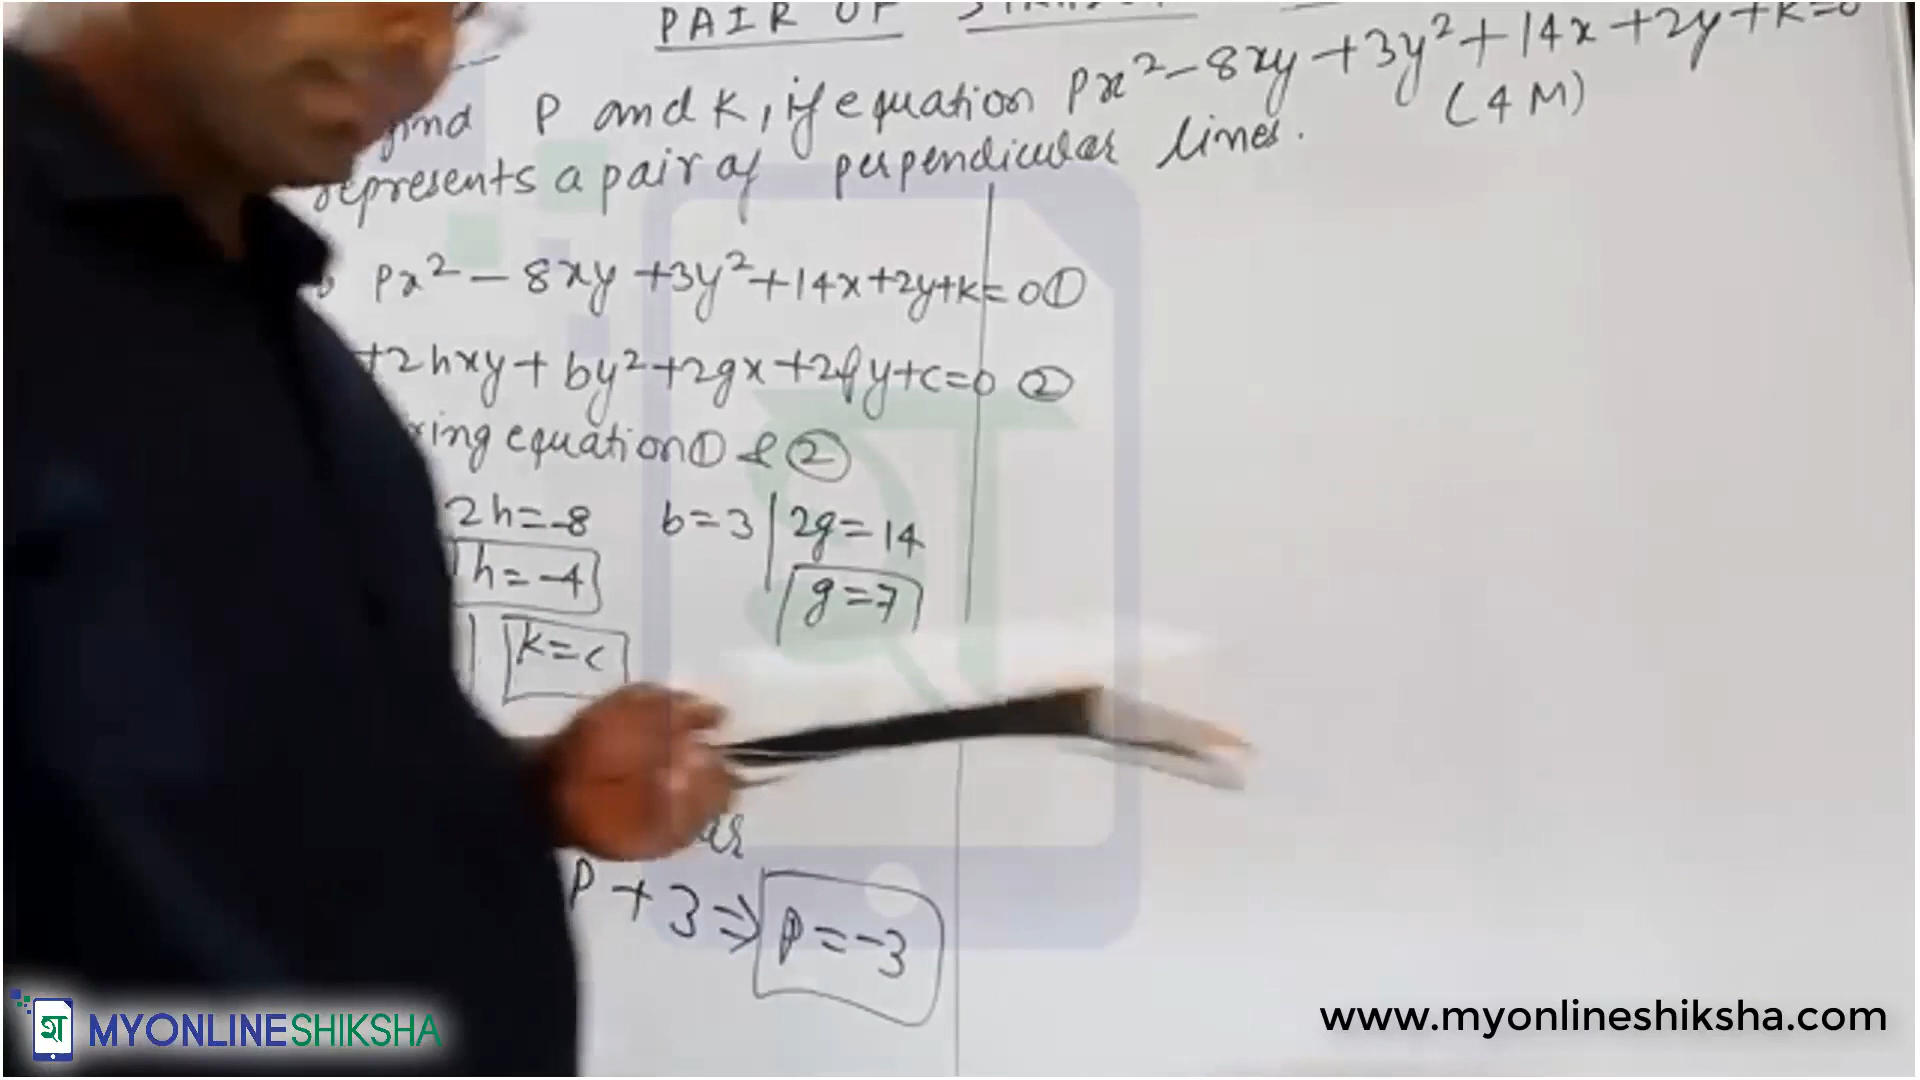 PAIR OF
find P and K, if equation Px² - 8xy + 3y² + 14x + 2y + K = 0
represents a pair of perpendicular lines. (4M)
Px² - 8xy + 3y² + 14x + 2y + K = 0 ①
+ 2hxy + by² + 2gx + 2fy + c = 0 ②
ring equation ① & ②
2h = -8 b = 3 | 2g = 14
h = -4 g = 7
K = c
P + 3 ⇒ P = -3
MYONLINESHIKSHA
www.myonlineshiksha.com